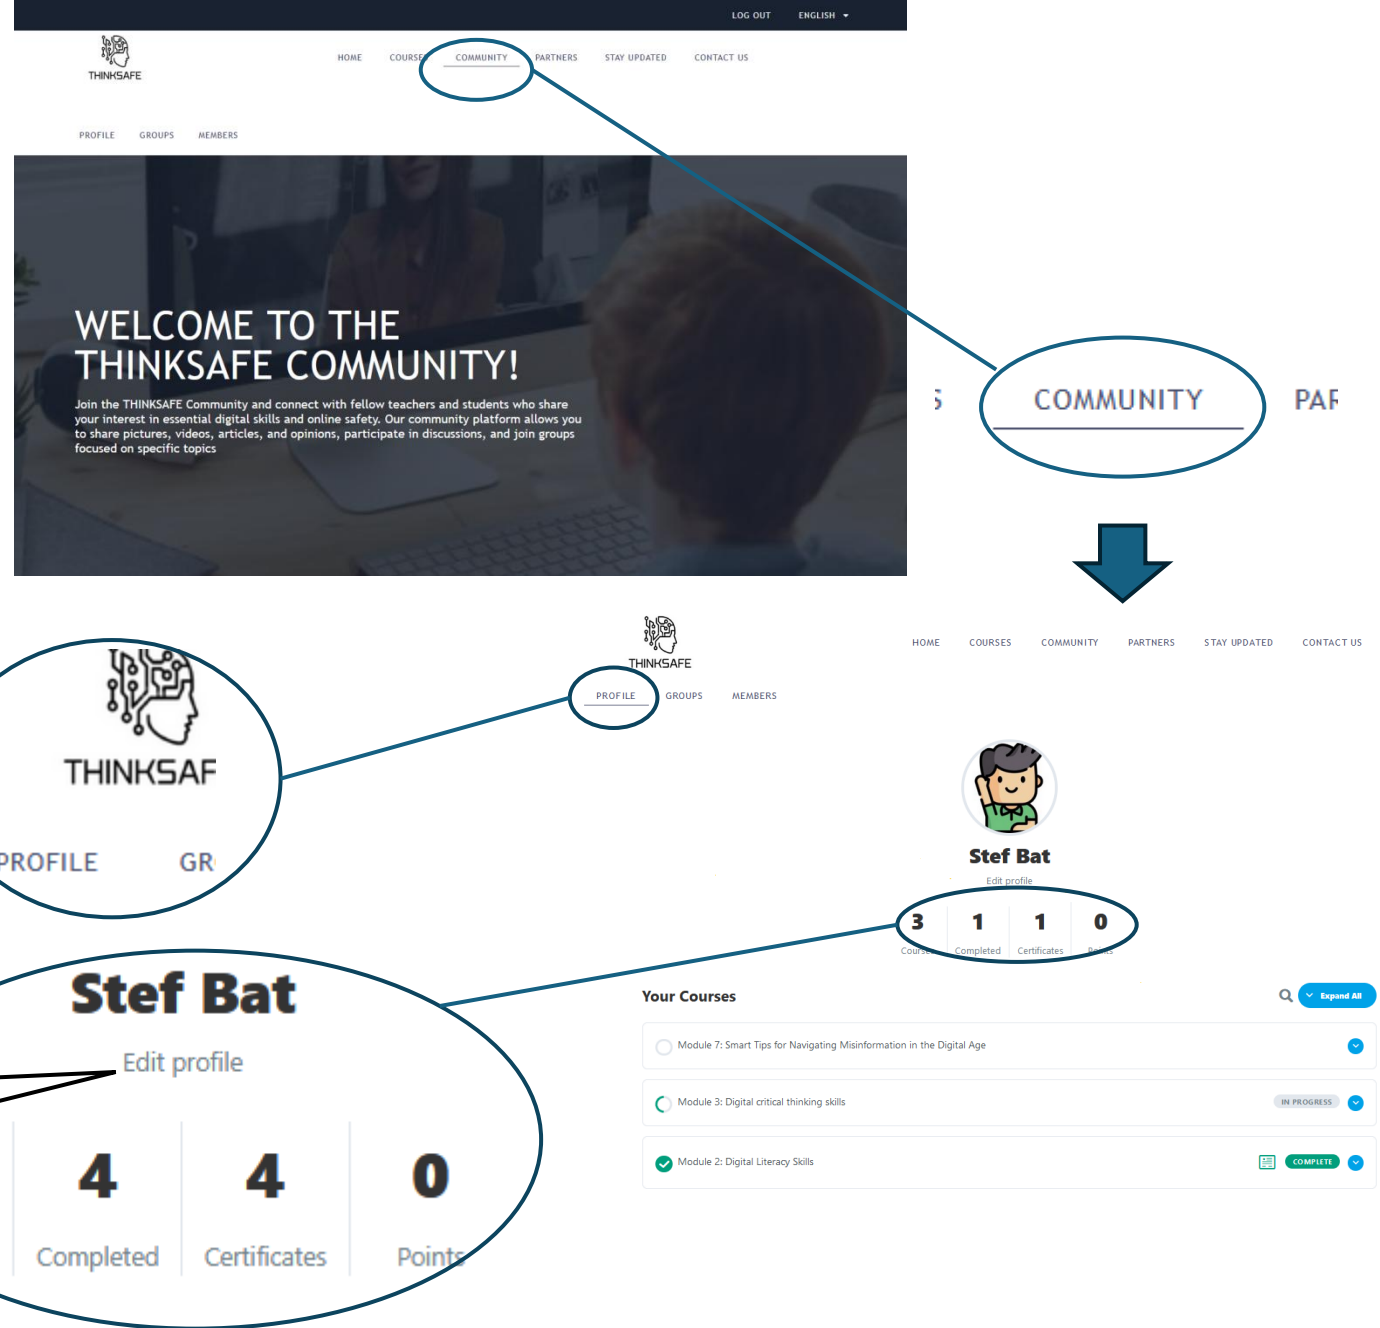 LOG OUT ENGLISH
THINKSAFE
HOME COURSES COMMUNITY PARTNERS STAY UPDATED CONTACT US
PROFILE GROUPS MEMBERS
WELCOME TO THE
THINKSAFE COMMUNITY!
Join the THINKSAFE Community and connect with fellow teachers and students who share
your interest in essential digital skills and online safety. Our community platform allows you
to share pictures, videos, articles, and opinions, participate in discussions, and join groups
focused on specific topics
S COMMUNITY PAR
THINKSAFE
HOME COURSES COMMUNITY PARTNERS STAY UPDATED CONTACT US
PROFILE GROUPS MEMBERS
THINKSAF
PROFILE GR
Stef Bat
Edit profile
3 1 1 0
Courses Completed Certificates Points
Stef Bat
Edit profile
4 4 0
Completed Certificates Points
Your Courses
Expand All
Module 7: Smart Tips for Navigating Misinformation in the Digital Age
Module 3: Digital critical thinking skills IN PROGRESS
Module 2: Digital Literacy Skills COMPLETE